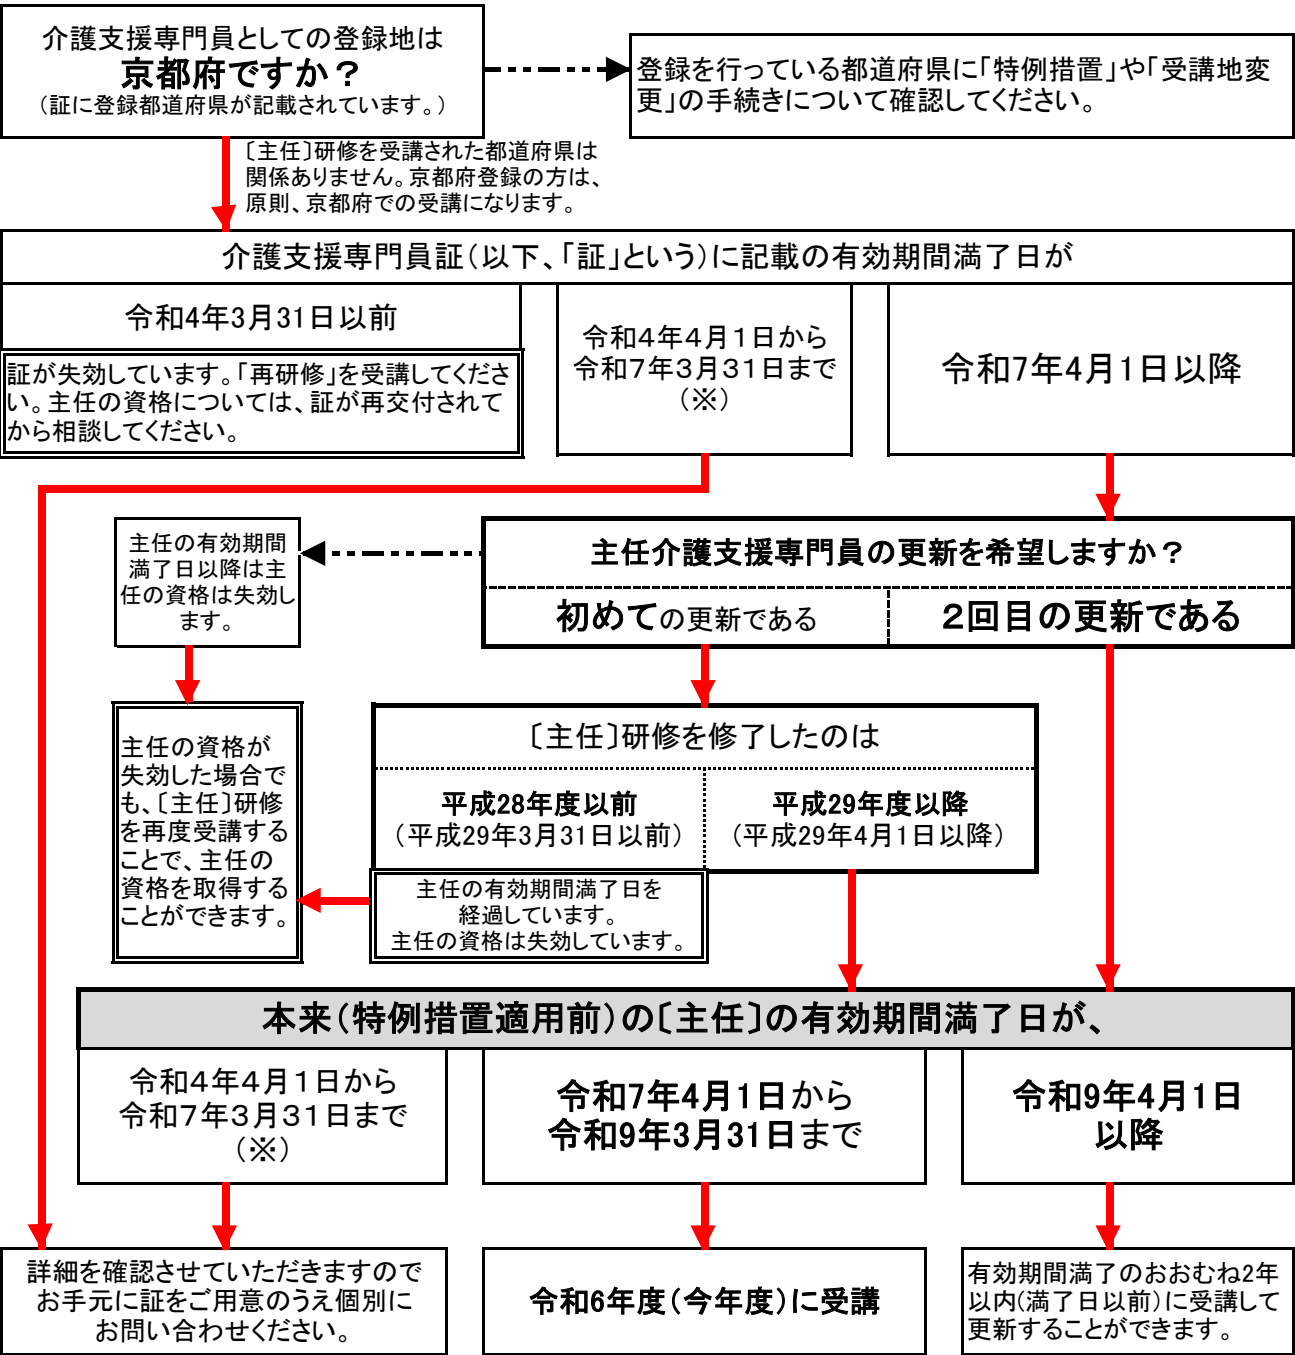 介護支援専門員としての登録地は
京都府ですか？
（証に登録都道府県が記載されています。）
登録を行っている都道府県に「特例措置」や「受講地変
更」の手続きについて確認してください。
〔主任〕研修を受講された都道府県は
関係ありません。京都府登録の方は、
原則、京都府での受講になります。
介護支援専門員証（以下、「証」という）に記載の有効期間満了日が
令和4年3月31日以前
証が失効しています。「再研修」を受講してくださ
い。主任の資格については、証が再交付されて
から相談してください。
令和４年４月１日から
令和７年３月３１日まで
（※）
令和7年4月1日以降
主任の有効期間
満了日以降は主
任の資格は失効し
ます。
主任介護支援専門員の更新を希望しますか？
初めての更新である
２回目の更新である
主任の資格が
失効した場合で
も、〔主任〕研修
を再度受講する
ことで、主任の
資格を取得する
ことができます。
〔主任〕研修を修了したのは
平成28年度以前
（平成29年3月31日以前）
平成29年度以降
（平成29年4月1日以降）
主任の有効期間満了日を
経過しています。
主任の資格は失効しています。
本来（特例措置適用前）の〔主任〕の有効期間満了日が、
令和４年４月１日から
令和７年３月３１日まで
（※）
令和7年4月1日から
令和9年3月31日まで
令和9年4月1日
以降
詳細を確認させていただきますので
お手元に証をご用意のうえ個別に
お問い合わせください。
令和6年度（今年度）に受講
有効期間満了のおおむね2年
以内(満了日以前）に受講して
更新することができます。